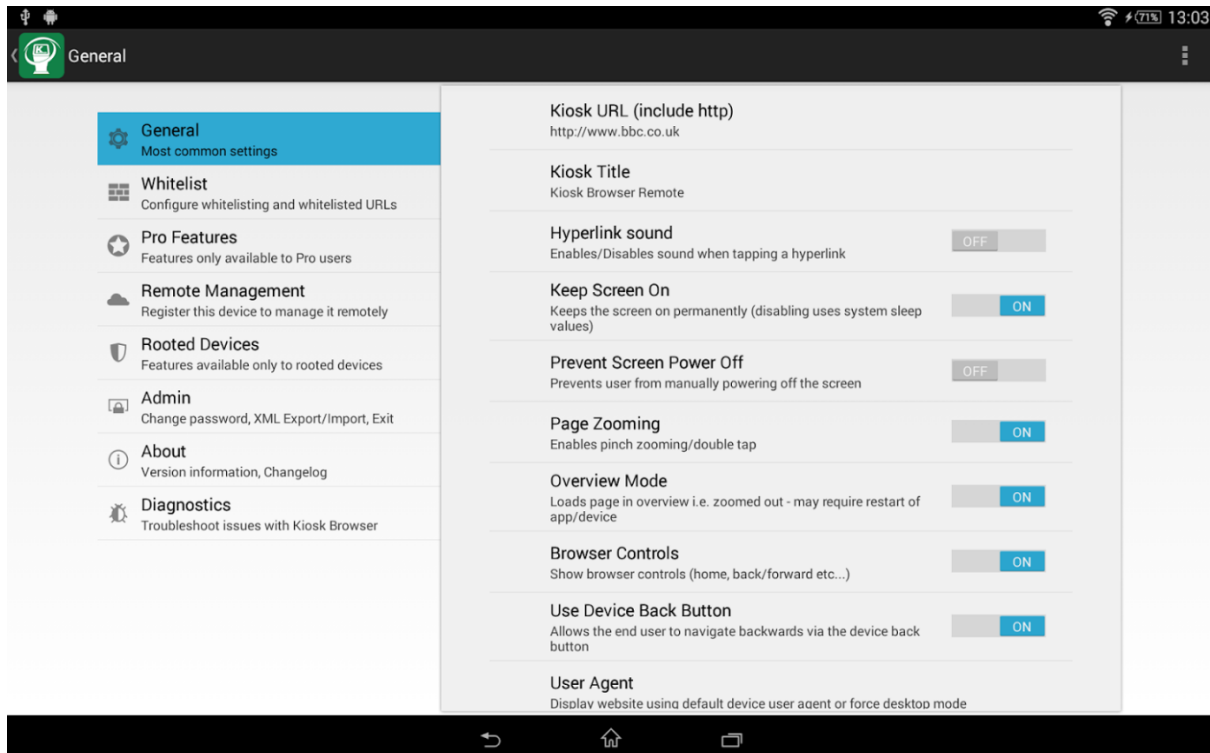 71% 13:03
General
General
Most common settings
Whitelist
Configure whitelisting and whitelisted URLs
Pro Features
Features only available to Pro users
Remote Management
Register this device to manage it remotely
Rooted Devices
Features available only to rooted devices
Admin
Change password, XML Export/Import, Exit
About
Version information, Changelog
Diagnostics
Troubleshoot issues with Kiosk Browser
Kiosk URL (include http)
http://www.bbc.co.uk
Kiosk Title
Kiosk Browser Remote
Hyperlink sound
Enables/Disables sound when tapping a hyperlink
OFF
Keep Screen On
Keeps the screen on permanently (disabling uses system sleep
values)
ON
Prevent Screen Power Off
Prevents user from manually powering off the screen
OFF
Page Zooming
Enables pinch zooming/double tap
ON
Overview Mode
Loads page in overview i.e. zoomed out - may require restart of
app/device
ON
Browser Controls
Show browser controls (home, back/forward etc...)
ON
Use Device Back Button
Allows the end user to navigate backwards via the device back
button
ON
User Agent
Display website using default device user agent or force desktop mode